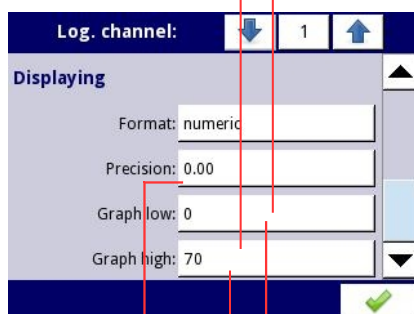 Log. channel: 1
Displaying
Format: numeric
Precision: 0.00
Graph low: 0
Graph high: 70